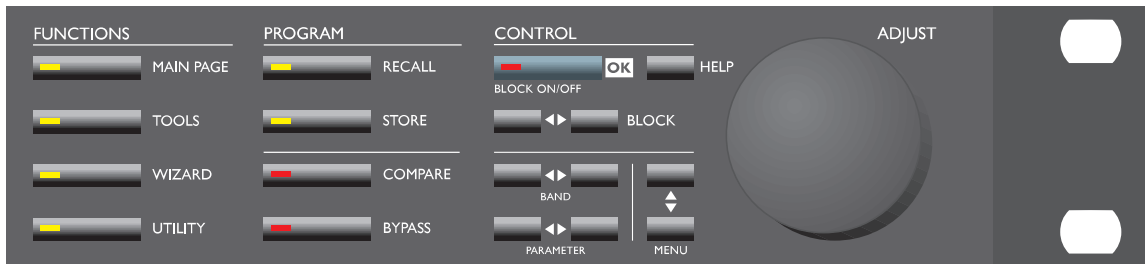 FUNCTIONS
MAIN PAGE
TOOLS
WIZARD
UTILITY
PROGRAM
RECALL
STORE
COMPARE
BYPASS
CONTROL
OK
HELP
BLOCK ON/OFF
BLOCK
BAND
PARAMETER
MENU
ADJUST